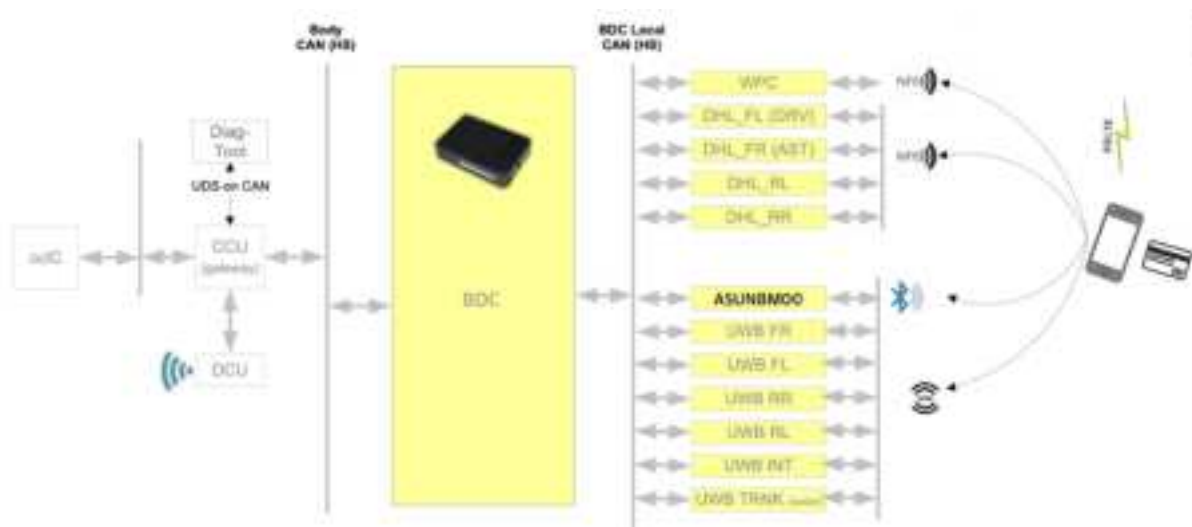 Body
CAN (HS)
BDC Local
CAN (HS)
Diag-
Tool
UDS on CAN
CCU
(gateway)
DCU
BDC
WPC
DHL_FL (DRV)
DHL_FR (AST)
DHL_RL
DHL_RR
ASUNBM00
UWB FR
UWB FL
UWB RR
UWB RL
UWB INT
UWB TRNK
NFC
NFC